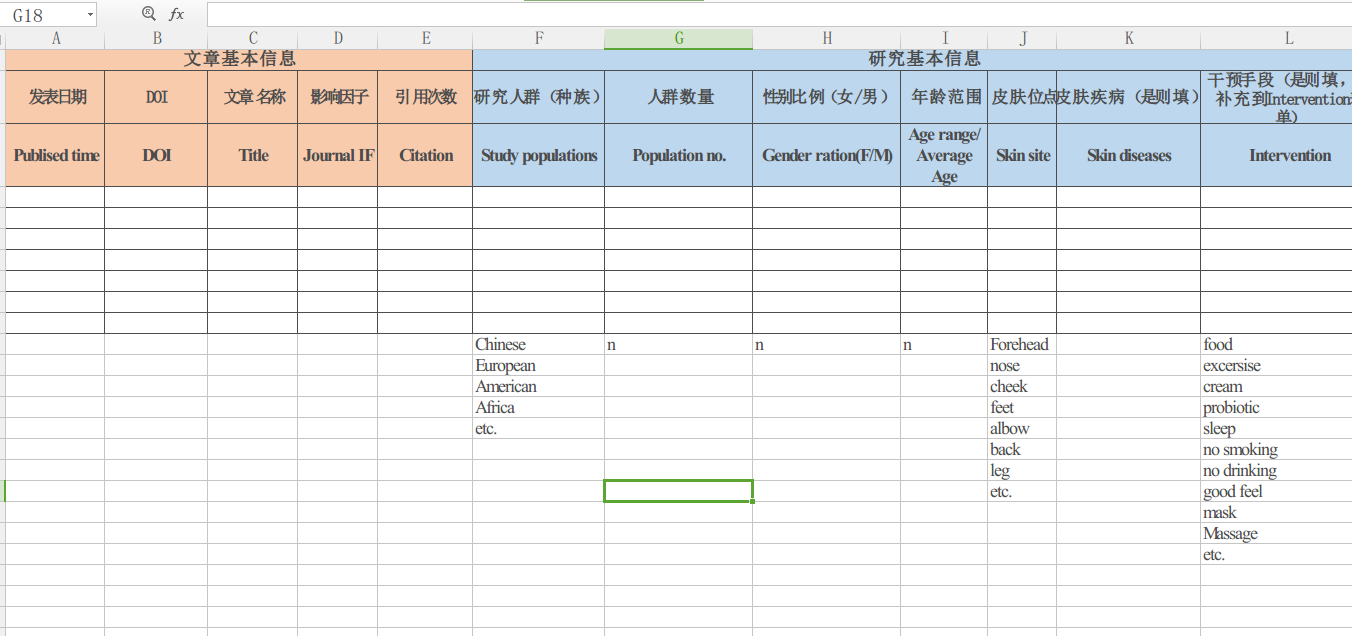 G18 fx
A B C D E F G H I J K L
文章基本信息 研究基本信息
发表日期 DOI 文章名称 影响因子 引用次数 研究人群（种族） 人群数量 性别比例（女/男） 年龄范围 皮肤位点 皮肤疾病（是则填） 干预手段（是则填，
补充到Intervention
单）
Publised time DOI Title Journal IF Citation Study populations Population no. Gender ration(F/M) Age range/
Average
Age Skin site Skin diseases Intervention
Chinese n n n Forehead food
European nose excersise
American cheek cream
Africa feet probiotic
etc. albow sleep
back no smoking
leg no drinking
etc. good feel
mask
Massage
etc.